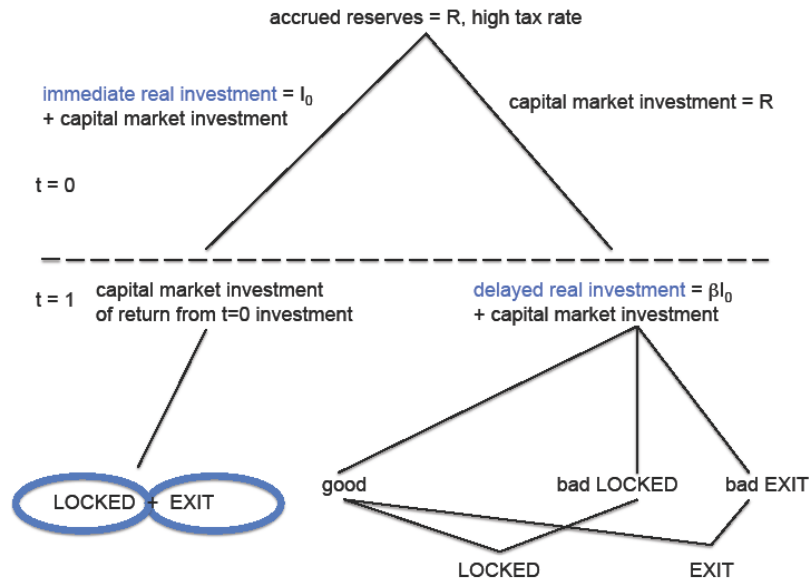 accrued reserves = R, high tax rate
immediate real investment = I₀
+ capital market investment
capital market investment = R
t = 0
t = 1
capital market investment
of return from t=0 investment
delayed real investment = βI₀
+ capital market investment
LOCKED + EXIT
good
bad LOCKED
bad EXIT
LOCKED
EXIT